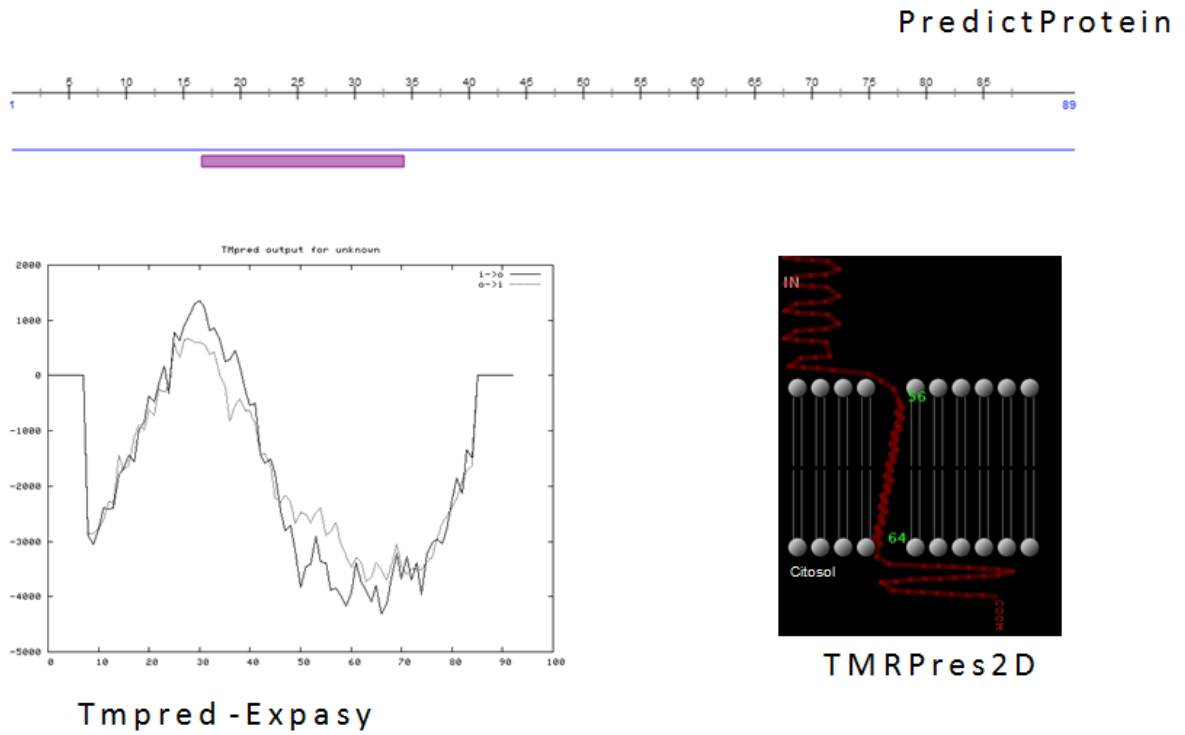 PredictProtein
5 10 15 20 25 30 35 40 45 50 55 60 65 70 75 80 85
1 89
TMpred output for unknown
2000
i->o
o->i
1000
0
-1000
-2000
-3000
-4000
-5000
0 10 20 30 40 50 60 70 80 90 100
Tmpred -Expasy
IN
56
64
Citosol
COOH
TMRPres2D